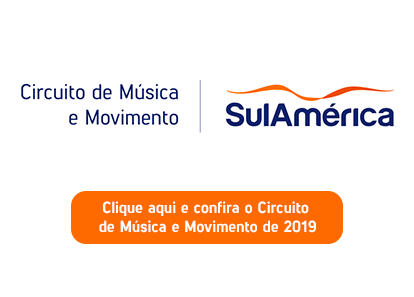 Circuito de Música
e Movimento
SulAmérica
Clique aqui e confira o Circuito
de Música e Movimento de 2019